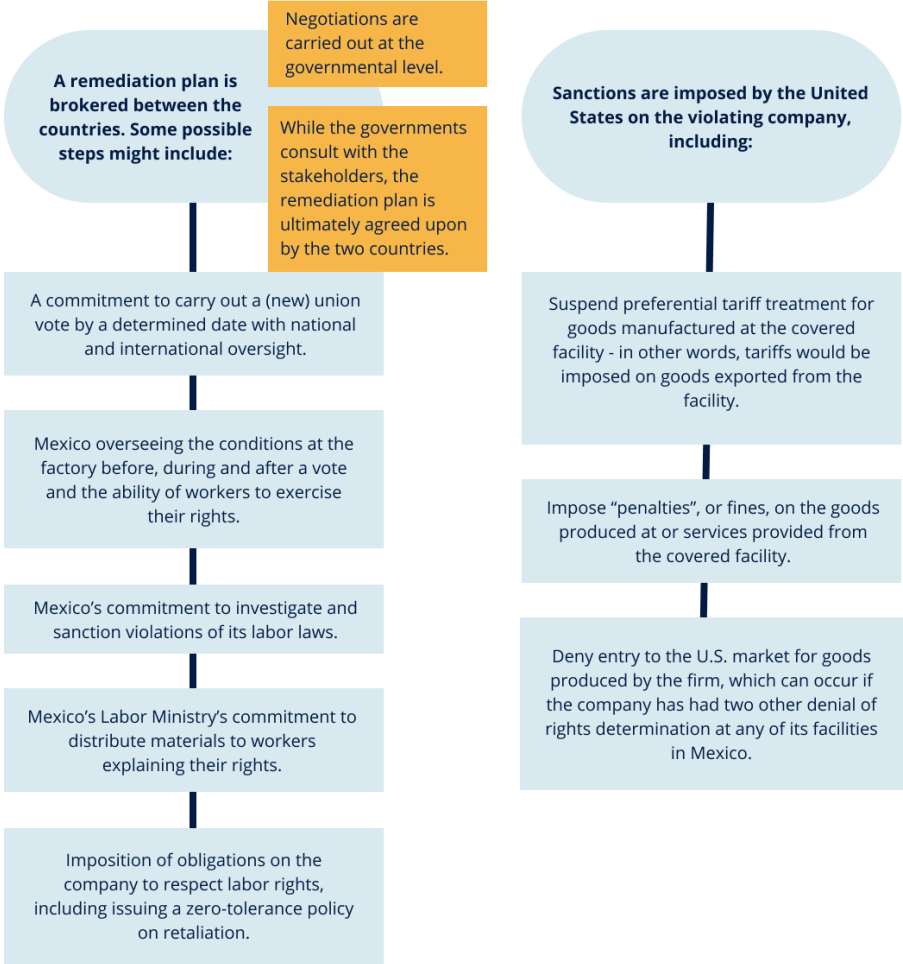 Negotiations are
carried out at the
governmental level.
A remediation plan is
brokered between the
countries. Some possible
steps might include:
While the governments
consult with the
stakeholders, the
remediation plan is
ultimately agreed upon
by the two countries.
A commitment to carry out a (new) union
vote by a determined date with national
and international oversight.
Mexico overseeing the conditions at the
factory before, during and after a vote
and the ability of workers to exercise
their rights.
Mexico’s commitment to investigate and
sanction violations of its labor laws.
Mexico’s Labor Ministry’s commitment to
distribute materials to workers
explaining their rights.
Imposition of obligations on the
company to respect labor rights,
including issuing a zero-tolerance policy
on retaliation.
Sanctions are imposed by the United
States on the violating company,
including:
Suspend preferential tariff treatment for
goods manufactured at the covered
facility - in other words, tariffs would be
imposed on goods exported from the
facility.
Impose “penalties”, or fines, on the goods
produced at or services provided from
the covered facility.
Deny entry to the U.S. market for goods
produced by the firm, which can occur if
the company has had two other denial of
rights determination at any of its facilities
in Mexico.